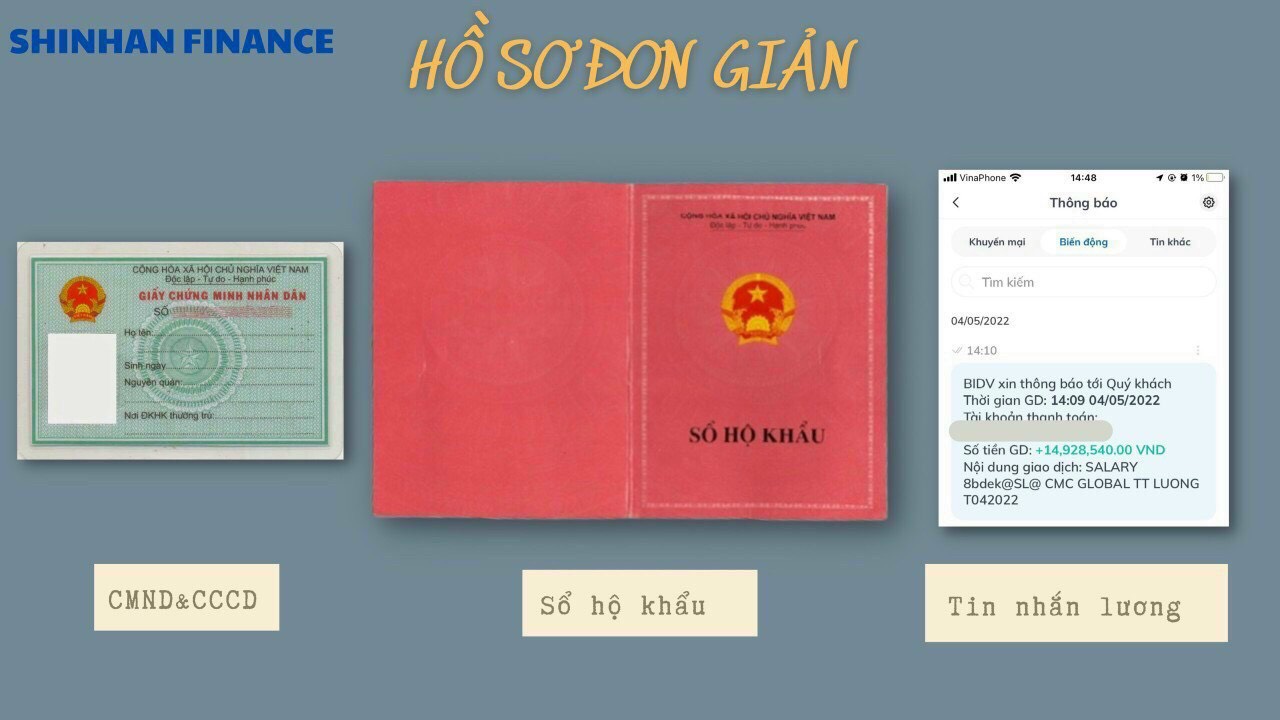 SHINHAN FINANCE
HỒ SƠ ĐƠN GIẢN
CỘNG HÒA XÃ HỘI CHỦ NGHĨA VIỆT NAM
Độc lập - Tự do - Hạnh phúc
GIẤY CHỨNG MINH NHÂN DÂN
SỐ
Họ tên:
Sinh ngày
Nguyên quán:
Nơi ĐKHK thường trú:
CMND&CCCD
CỘNG HÒA XÃ HỘI CHỦ NGHĨA VIỆT NAM
Độc lập - Tự do - Hạnh phúc
SỔ HỘ KHẨU
Sổ hộ khẩu
VinaPhone 14:48 1%
Thông báo
Khuyến mại Biến động Tin khác
Tìm kiếm
04/05/2022
14:10
BIDV xin thông báo tới Quý khách
Thời gian GD: 14:09 04/05/2022
Tài khoản thanh toán:
Số tiền GD: +14,928,540.00 VND
Nội dung giao dịch: SALARY
8bdek@SL@ CMC GLOBAL TT LUONG
T042022
Tin nhắn lương